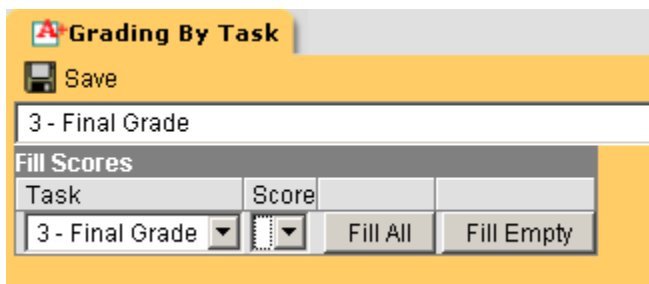 A+ Grading By Task
Save
3 - Final Grade
Fill Scores
Task Score
3 - Final Grade Fill All Fill Empty